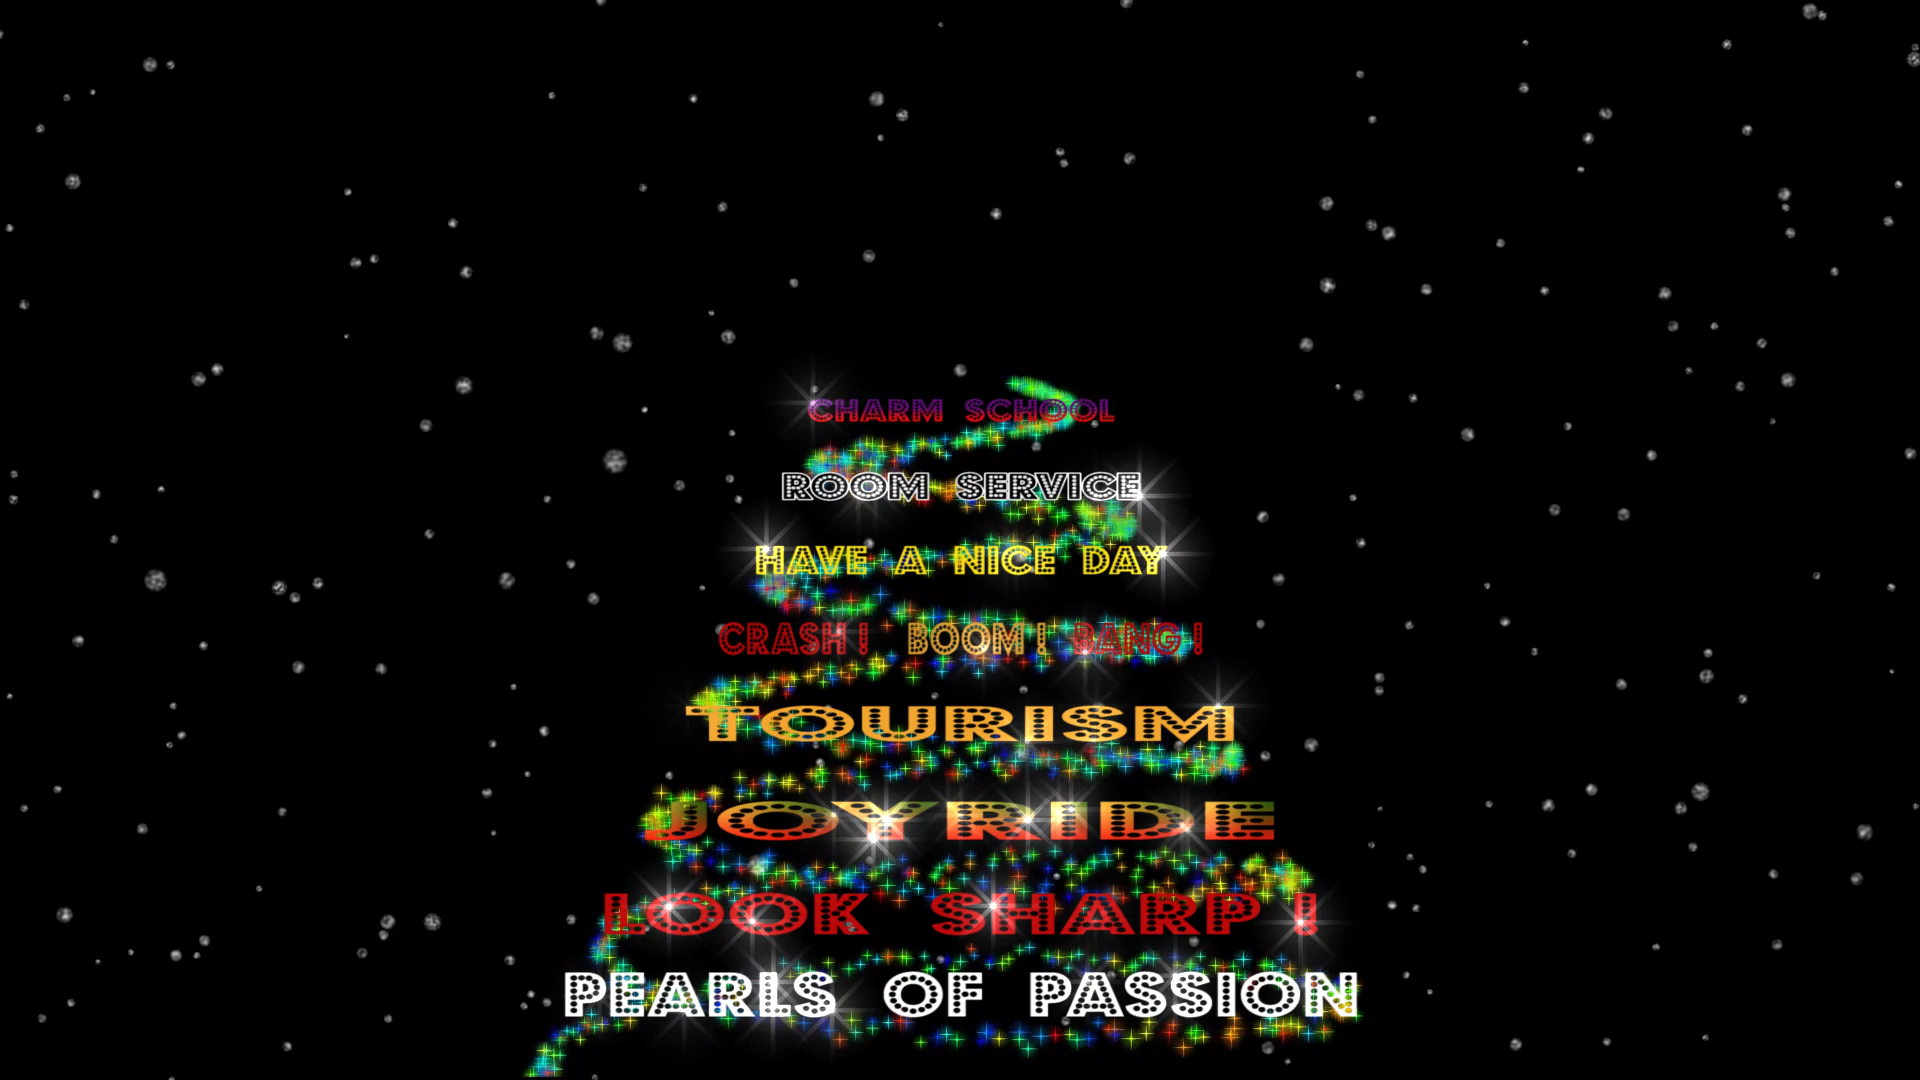 CHARM SCHOOL
ROOM SERVICE
HAVE A NICE DAY
CRASH! BOOM! BANG!
TOURISM
JOYRIDE
LOOK SHARP!
PEARLS OF PASSION